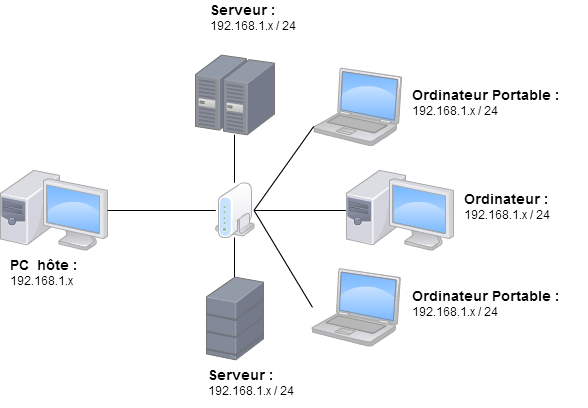 Serveur :
192.168.1.x / 24
Ordinateur Portable :
192.168.1.x / 24
Ordinateur :
192.168.1.x / 24
PC hôte :
192.168.1.x
Ordinateur Portable :
192.168.1.x / 24
Serveur :
192.168.1.x / 24